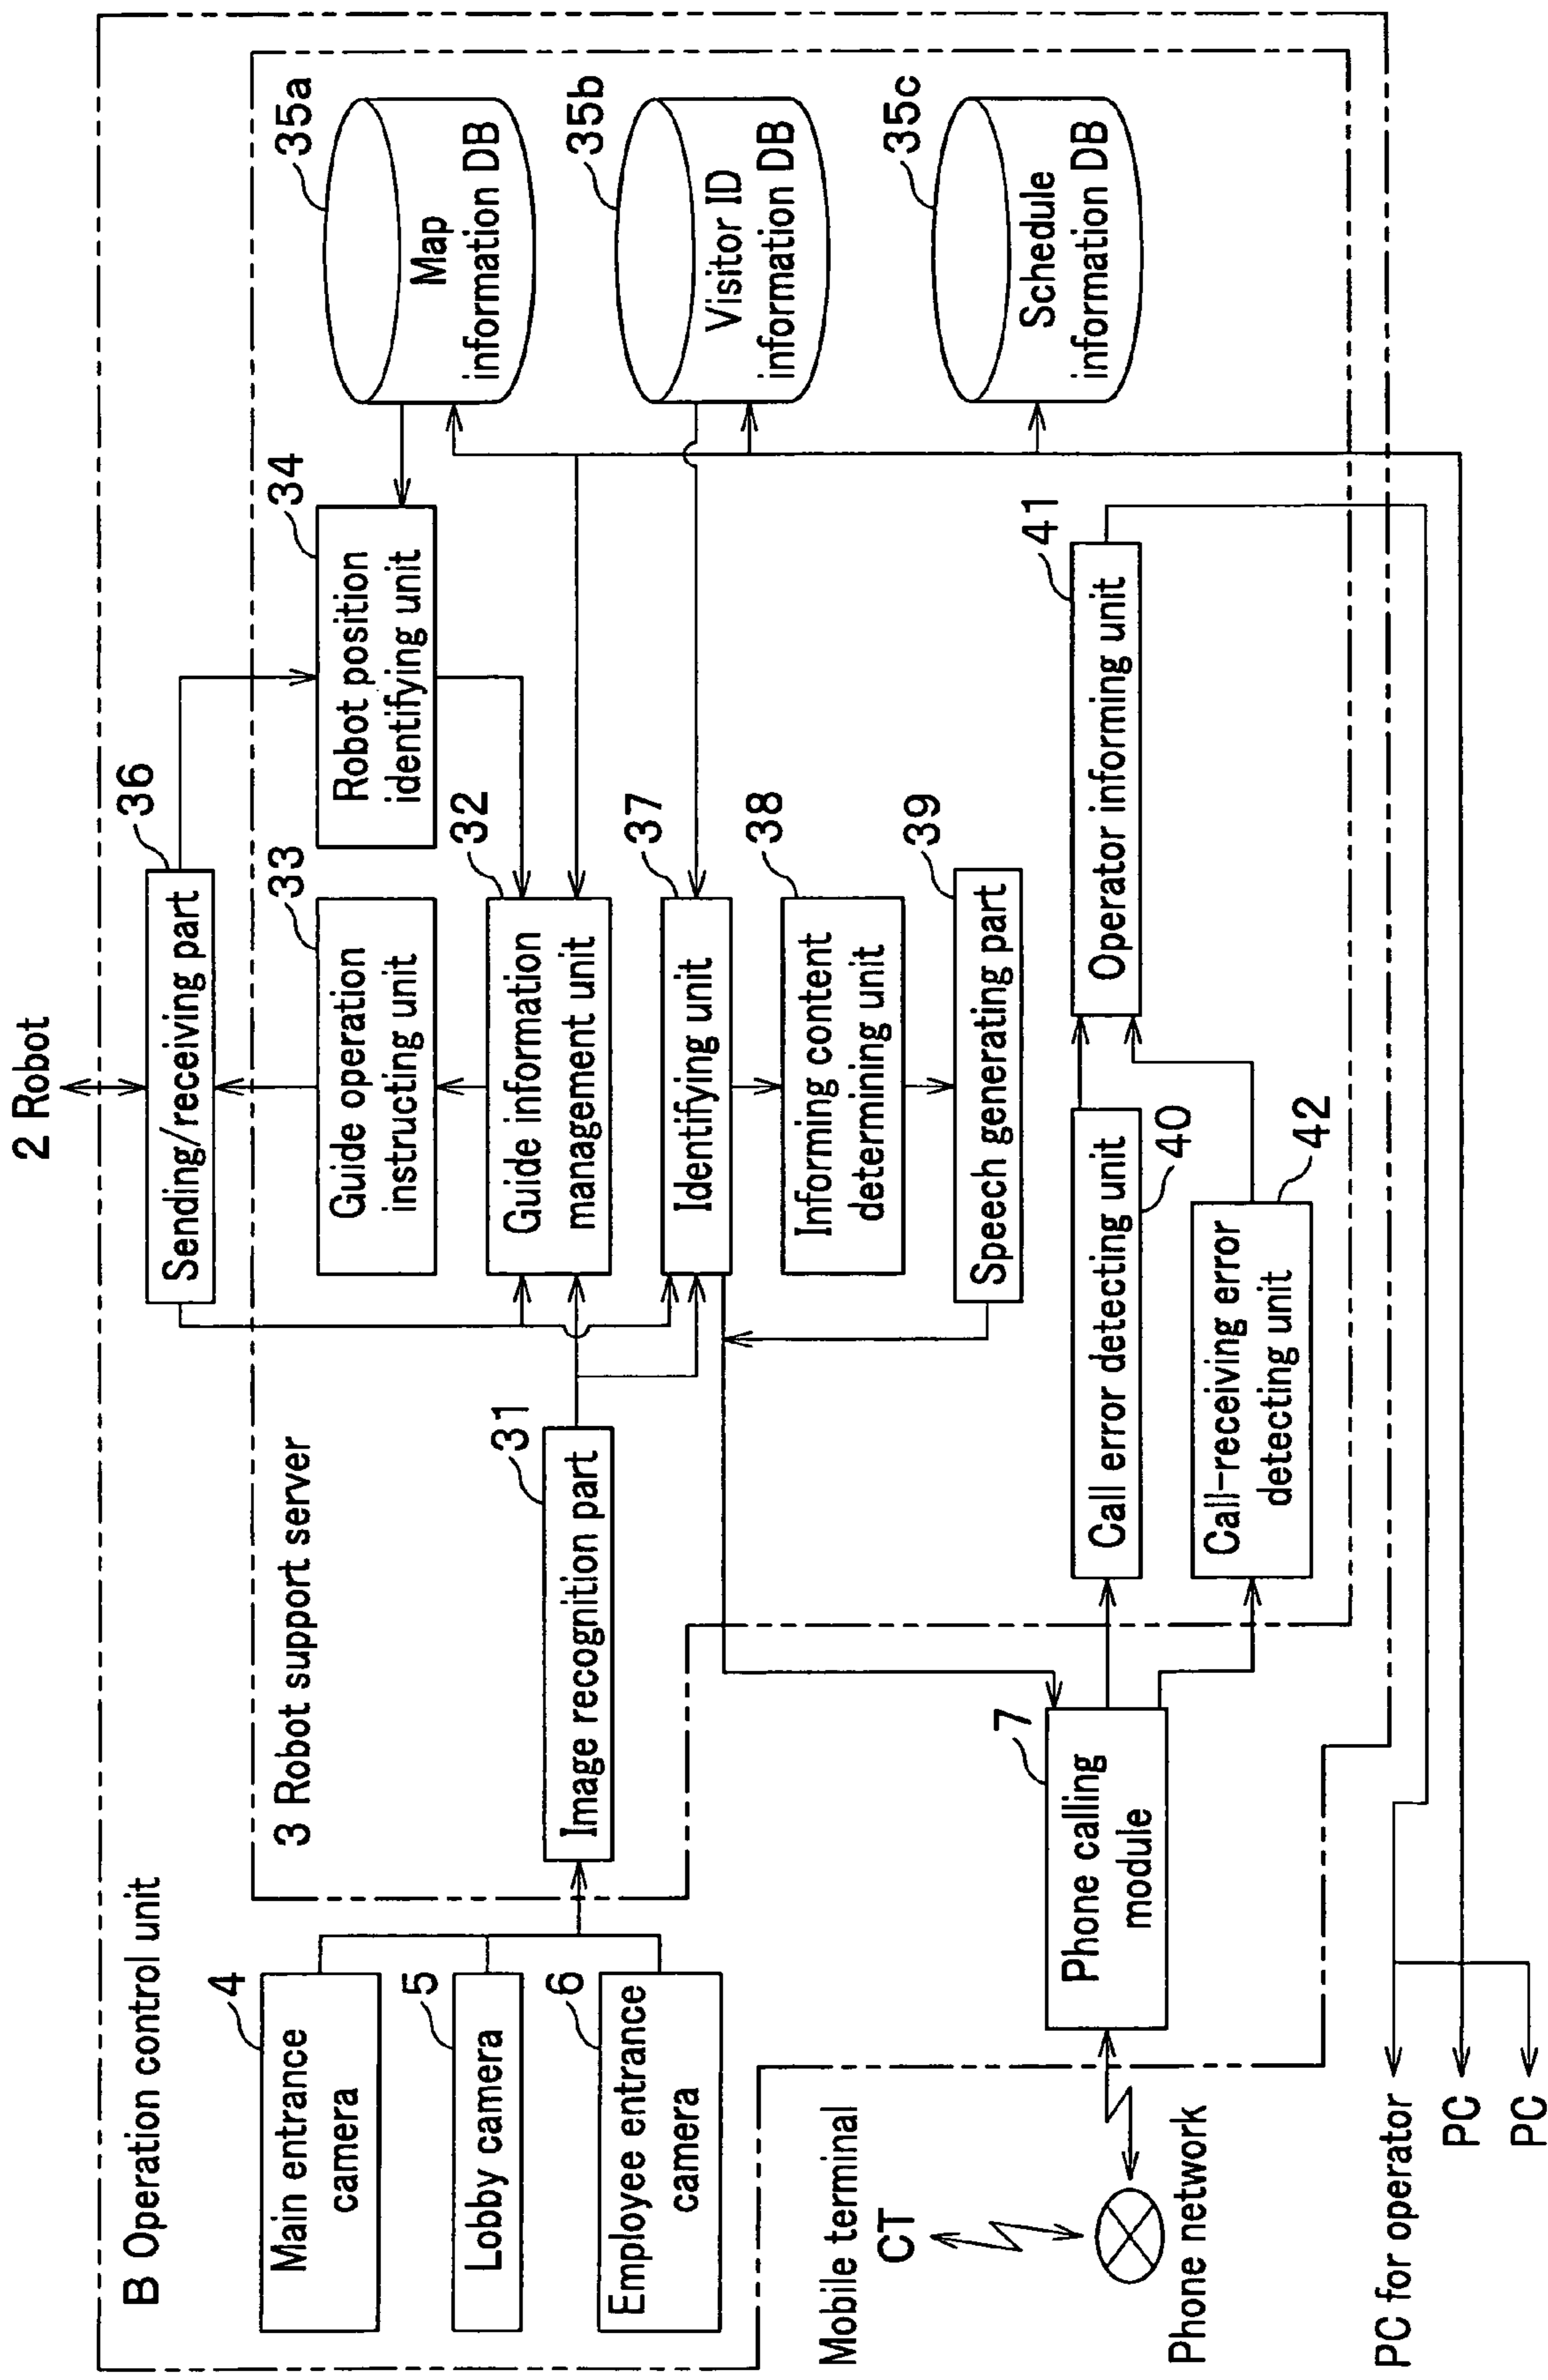 2 Robot
B Operation control unit
36
Sending/receiving part
3 Robot support server
33
Guide operation
instructing unit
34
Robot position
identifying unit
35a
Map
information DB
4
Main entrance
camera
5
Lobby camera
6
Employee entrance
camera
31
Image recognition part
32
Guide information
management unit
37
Identifying unit
35b
Visitor ID
information DB
38
Informing content
determining unit
39
Speech generating part
35c
Schedule
information DB
Mobile terminal
CT
Phone network
7
Phone calling
module
Call error detecting unit
40
41
Operator informing unit
Call-receiving error
detecting unit
42
PC for operator
PC
PC